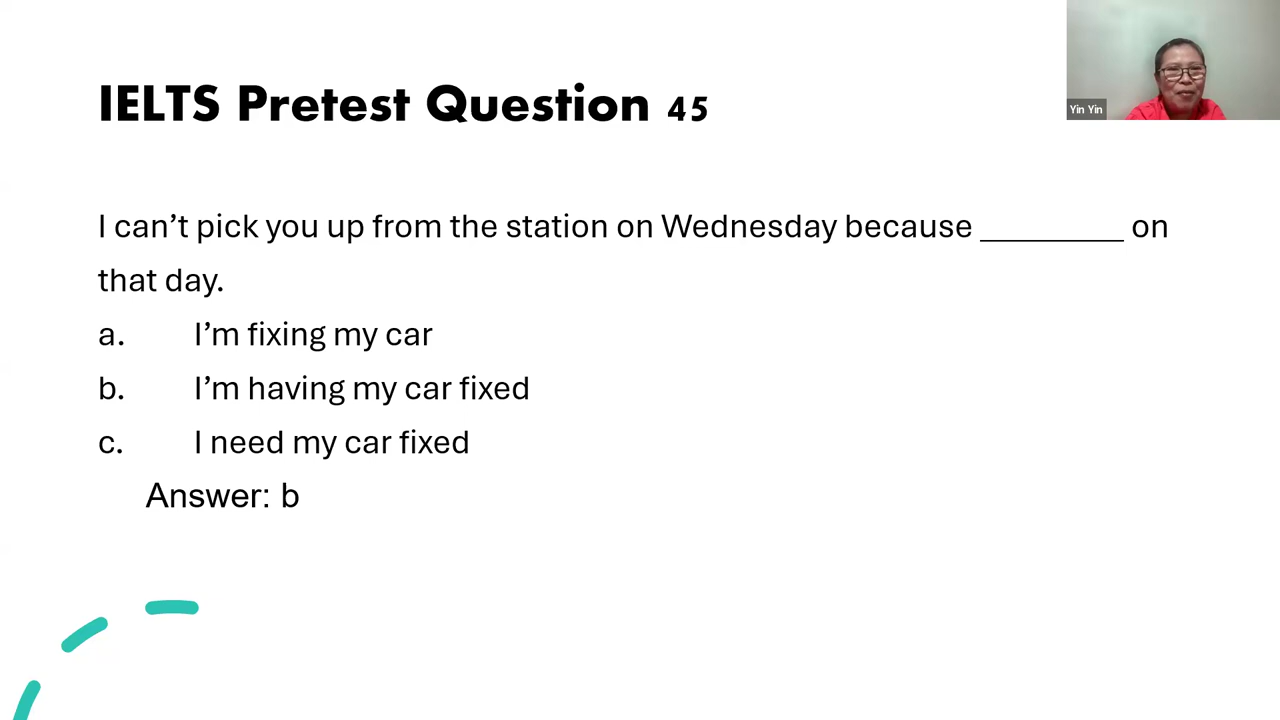 IELTS Pretest Question 45
Yin Yin
I can’t pick you up from the station on Wednesday because _________ on
that day.
a. I’m fixing my car
b. I’m having my car fixed
c. I need my car fixed
Answer: b